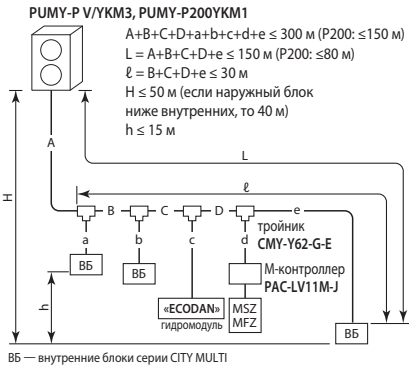 PUMY-P V/YKM3, PUMY-P200YKM1
A+B+C+D+a+b+c+d+e ≤ 300 м (P200: ≤150 м)
L = A+B+C+D+e ≤ 150 м (P200: ≤80 м)
ℓ = B+C+D+e ≤ 30 м
H ≤ 50 м (если наружный блок
ниже внутренних, то 40 м)
h ≤ 15 м
A
L
H
ℓ
B
C
D
e
тройник
CMY-Y62-G-E
a
b
c
d
М-контроллер
PAC-LV11M-J
ВБ
ВБ
h
«ECODAN»
гидромодуль
MSZ
MFZ
ВБ
ВБ — внутренние блоки серии CITY MULTI